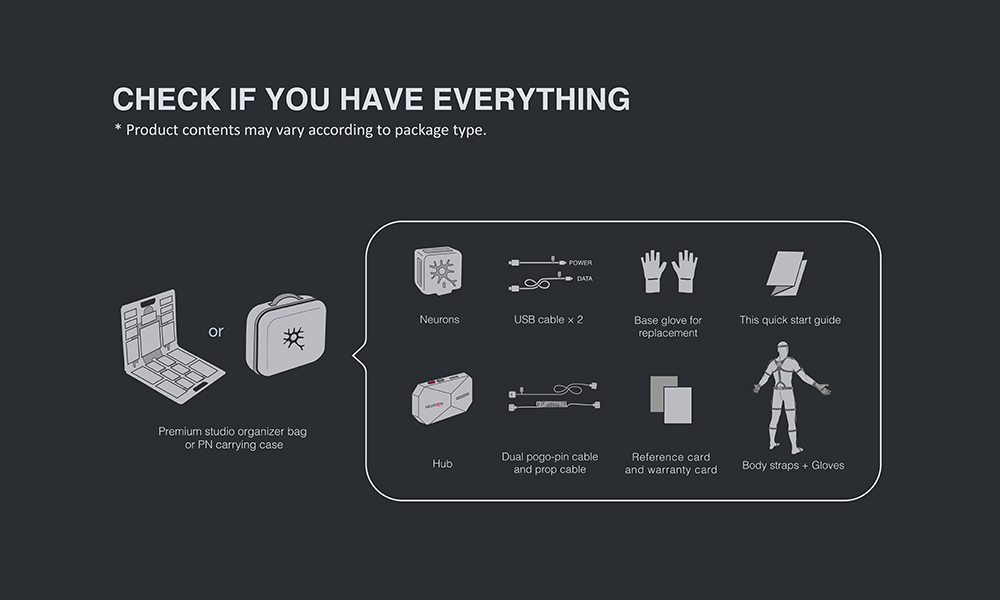 CHECK IF YOU HAVE EVERYTHING
* Product contents may vary according to package type.
or
Premium studio organizer bag
or PN carrying case
Neurons
POWER
DATA
USB cable × 2
Base glove for
replacement
This quick start guide
NEURON
Hub
Dual pogo-pin cable
and prop cable
Reference card
and warranty card
Body straps + Gloves